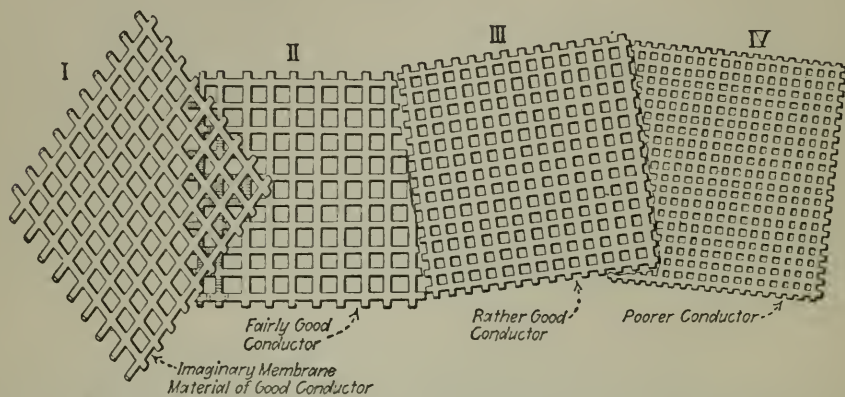 I
II
III
IV
Fairly Good
Conductor
Rather Good
Conductor
Poorer Conductor
Imaginary Membrane
Material of Good Conductor